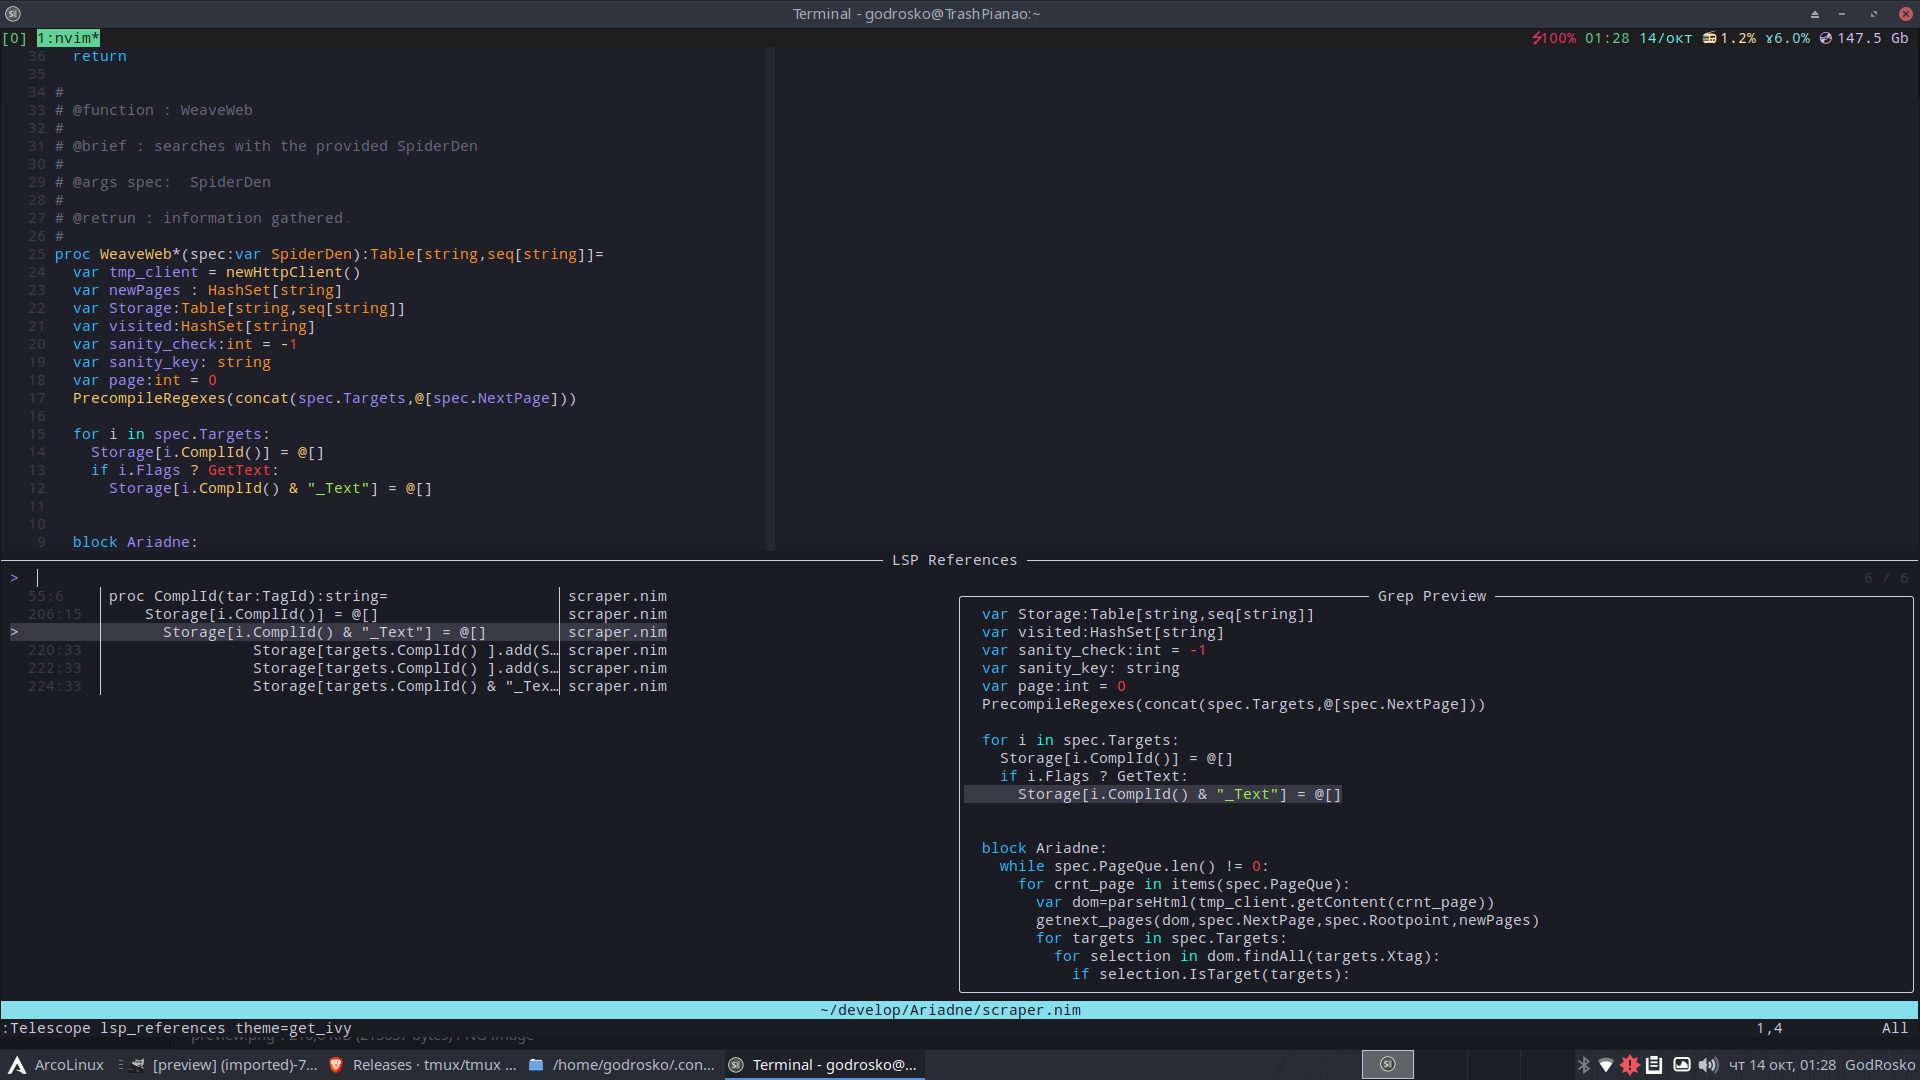 Terminal - godrosko@TrashPianao:~
[0] 1:nvim*
100% 01:28 14/окт 1.2% ɤ6.0% 147.5 Gb
36 return
35
34 #
33 # @function : WeaveWeb
32 #
31 # @brief : searches with the provided SpiderDen
30 #
29 # @args spec:  SpiderDen
28 #
27 # @retrun : information gathered.
26 #
25 proc WeaveWeb*(spec:var SpiderDen):Table[string,seq[string]]=
24   var tmp_client = newHttpClient()
23   var newPages : HashSet[string]
22   var Storage:Table[string,seq[string]]
21   var visited:HashSet[string]
20   var sanity_check:int = -1
19   var sanity_key: string
18   var page:int = 0
17   PrecompileRegexes(concat(spec.Targets,@[spec.NextPage]))
16
15   for i in spec.Targets:
14     Storage[i.ComplId()] = @[]
13     if i.Flags ? GetText:
12       Storage[i.ComplId() & "_Text"] = @[]
11
10
9   block Ariadne:
LSP References
>
6 / 6
55:6 proc ComplId(tar:TagId):string= scraper.nim
206:15 Storage[i.ComplId()] = @[] scraper.nim
> Storage[i.ComplId() & "_Text"] = @[] scraper.nim
220:33 Storage[targets.ComplId() ].add(S… scraper.nim
222:33 Storage[targets.ComplId() ].add(s… scraper.nim
224:33 Storage[targets.ComplId() & "_Tex… scraper.nim
Grep Preview
var Storage:Table[string,seq[string]]
var visited:HashSet[string]
var sanity_check:int = -1
var sanity_key: string
var page:int = 0
PrecompileRegexes(concat(spec.Targets,@[spec.NextPage]))
for i in spec.Targets:
Storage[i.ComplId()] = @[]
if i.Flags ? GetText:
Storage[i.ComplId() & "_Text"] = @[]
block Ariadne:
while spec.PageQue.len() != 0:
for crnt_page in items(spec.PageQue):
var dom=parseHtml(tmp_client.getContent(crnt_page))
getnext_pages(dom,spec.NextPage,spec.Rootpoint,newPages)
for targets in spec.Targets:
for selection in dom.findAll(targets.Xtag):
if selection.IsTarget(targets):
~/develop/Ariadne/scraper.nim
:Telescope lsp_references theme=get_ivy
1,4 All
ArcoLinux
[preview] (imported)-7...
Releases · tmux/tmux ...
/home/godrosko/.con...
Terminal - godrosko@...
чт 14 окт, 01:28 GodRosko